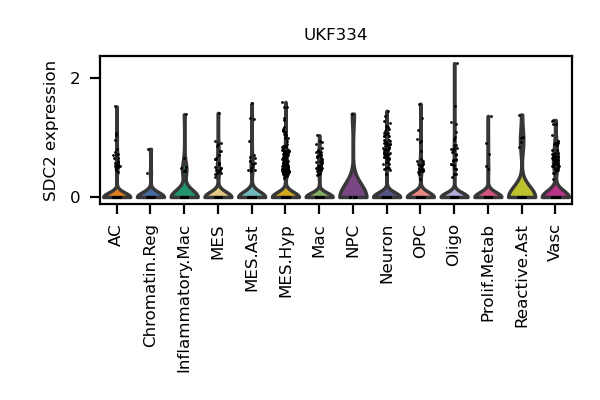 UKF334
SDC2 expression
2
0
AC
Chromatin.Reg
Inflammatory.Mac
MES
MES.Ast
MES.Hyp
Mac
NPC
Neuron
OPC
Oligo
Prolif.Metab
Reactive.Ast
Vasc